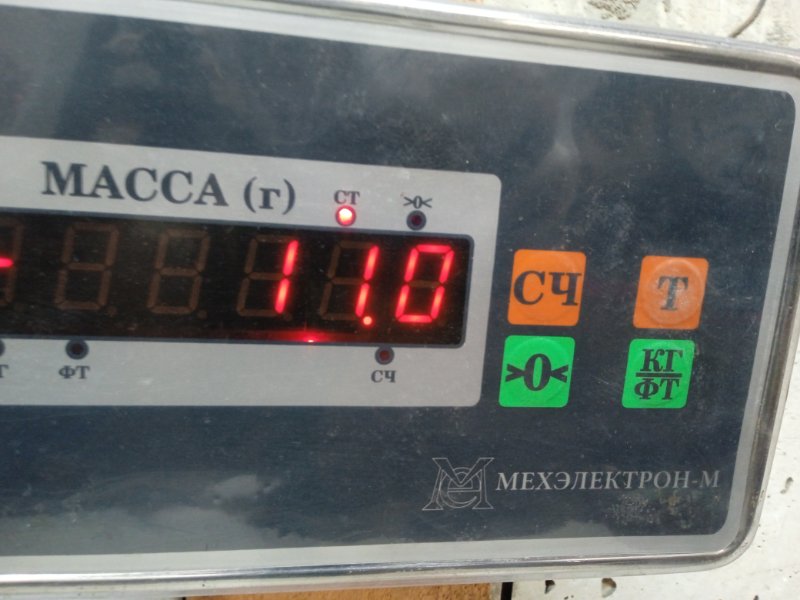 МАССА (г)
СТ
>0<
- 11.0
Г
ФТ
СЧ
СЧ
Т
>0<
КГ
ФТ
МЕХЭЛЕКТРОН-М